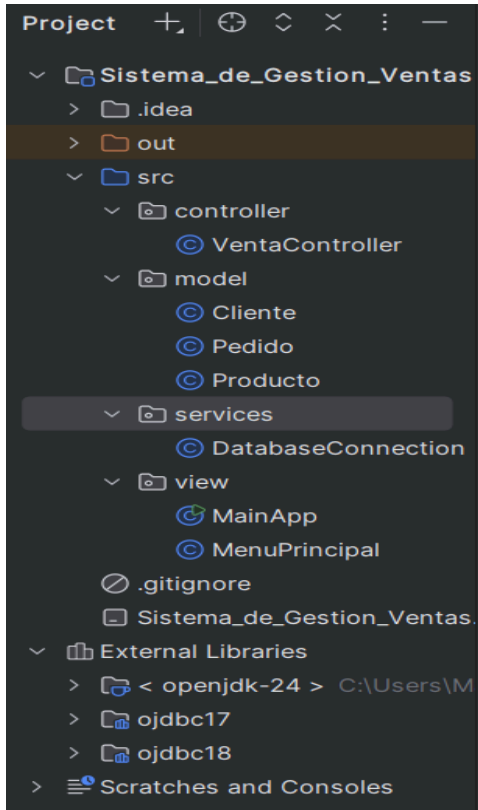 Project
Sistema_de_Gestion_Ventas
.idea
out
src
controller
VentaController
model
Cliente
Pedido
Producto
services
DatabaseConnection
view
MainApp
MenuPrincipal
.gitignore
Sistema_de_Gestion_Ventas.
External Libraries
< openjdk-24 > C:\Users\M
ojdbc17
ojdbc18
Scratches and Consoles